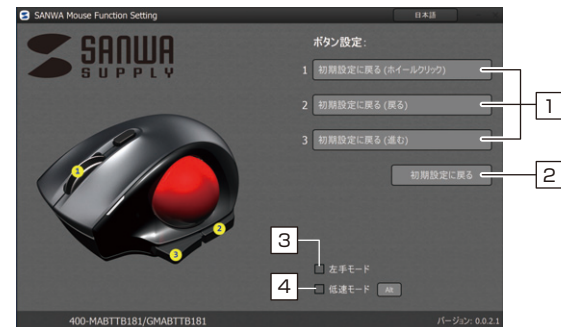 SANWA Mouse Function Setting
日本語
SANWA
SUPPLY
ボタン設定:
1 初期設定に戻る(ホイールクリック)
2 初期設定に戻る(戻る)
3 初期設定に戻る(進む)
1
初期設定に戻る
2
1
2
3
3
左手モード
4
低速モード Alt
400-MABTTB181/GMABTTB181
バージョン: 0.0.2.1